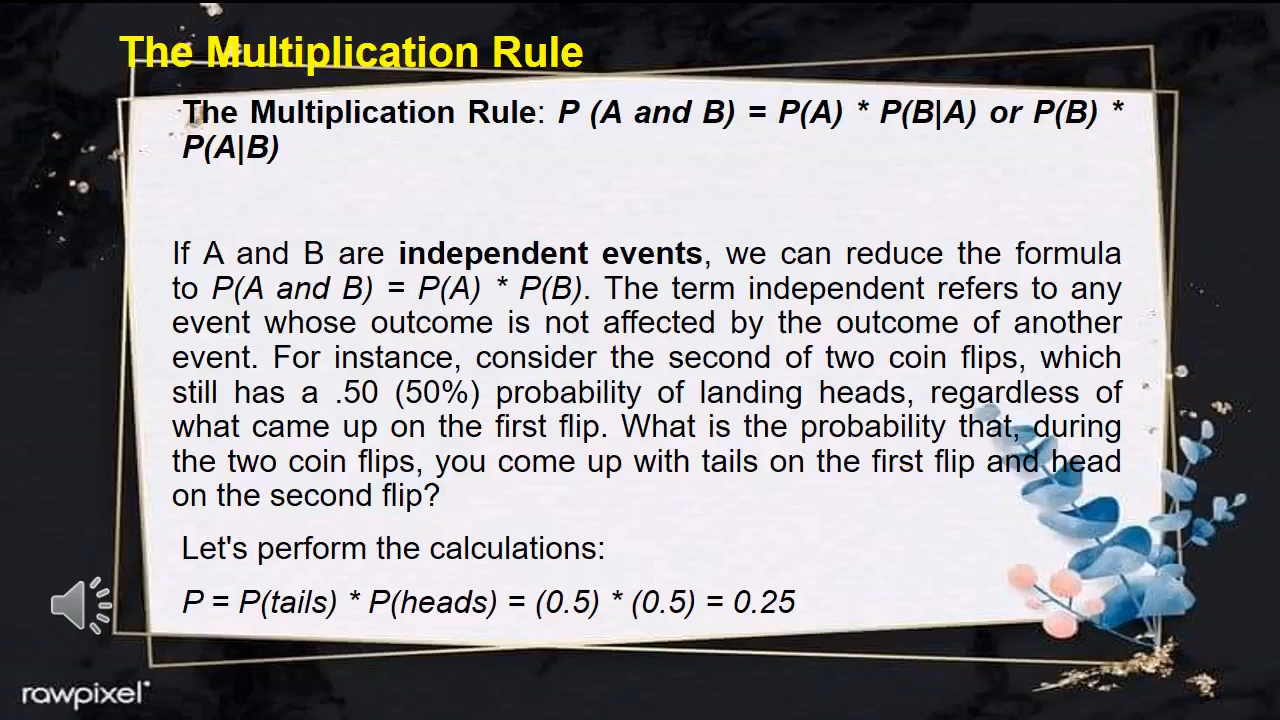 The Multiplication Rule
The Multiplication Rule: P (A and B) = P(A) * P(B|A) or P(B) *
P(A|B)
If A and B are independent events, we can reduce the formula
to P(A and B) = P(A) * P(B). The term independent refers to any
event whose outcome is not affected by the outcome of another
event. For instance, consider the second of two coin flips, which
still has a .50 (50%) probability of landing heads, regardless of
what came up on the first flip. What is the probability that, during
the two coin flips, you come up with tails on the first flip and head
on the second flip?
Let's perform the calculations:
P = P(tails) * P(heads) = (0.5) * (0.5) = 0.25
rawpixel